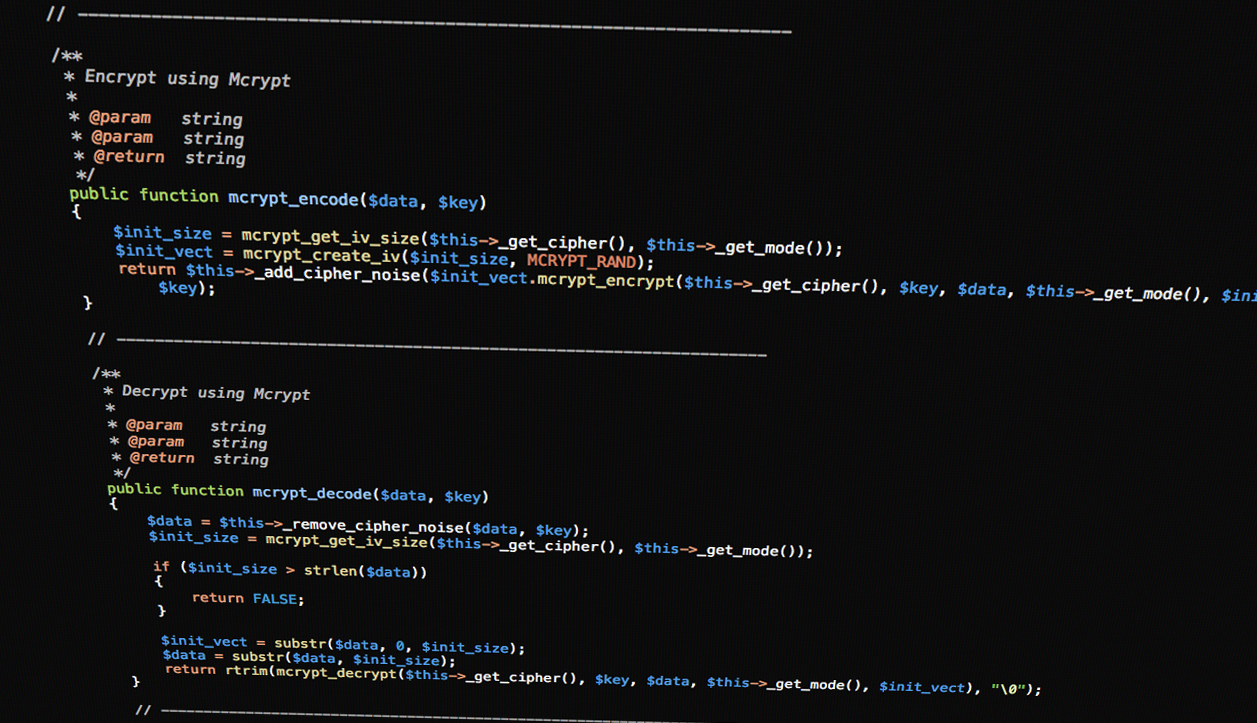 // --------------------------------------------------------------------
/**
* Encrypt using Mcrypt
*
* @param string
* @param string
* @return string
*/
public function mcrypt_encode($data, $key)
{
$init_size = mcrypt_get_iv_size($this->_get_cipher(), $this->_get_mode());
$init_vect = mcrypt_create_iv($init_size, MCRYPT_RAND);
return $this->_add_cipher_noise($init_vect.mcrypt_encrypt($this->_get_cipher(), $key, $data, $this->_get_mode(), $ini
$key);
}
// --------------------------------------------------------------------
/**
* Decrypt using Mcrypt
*
* @param string
* @param string
* @return string
*/
public function mcrypt_decode($data, $key)
{
$data = $this->_remove_cipher_noise($data, $key);
$init_size = mcrypt_get_iv_size($this->_get_cipher(), $this->_get_mode());
if ($init_size > strlen($data))
{
return FALSE;
}
$init_vect = substr($data, 0, $init_size);
$data = substr($data, $init_size);
return rtrim(mcrypt_decrypt($this->_get_cipher(), $key, $data, $this->_get_mode(), $init_vect), "\0");
}
// --------------------------------------------------------------------